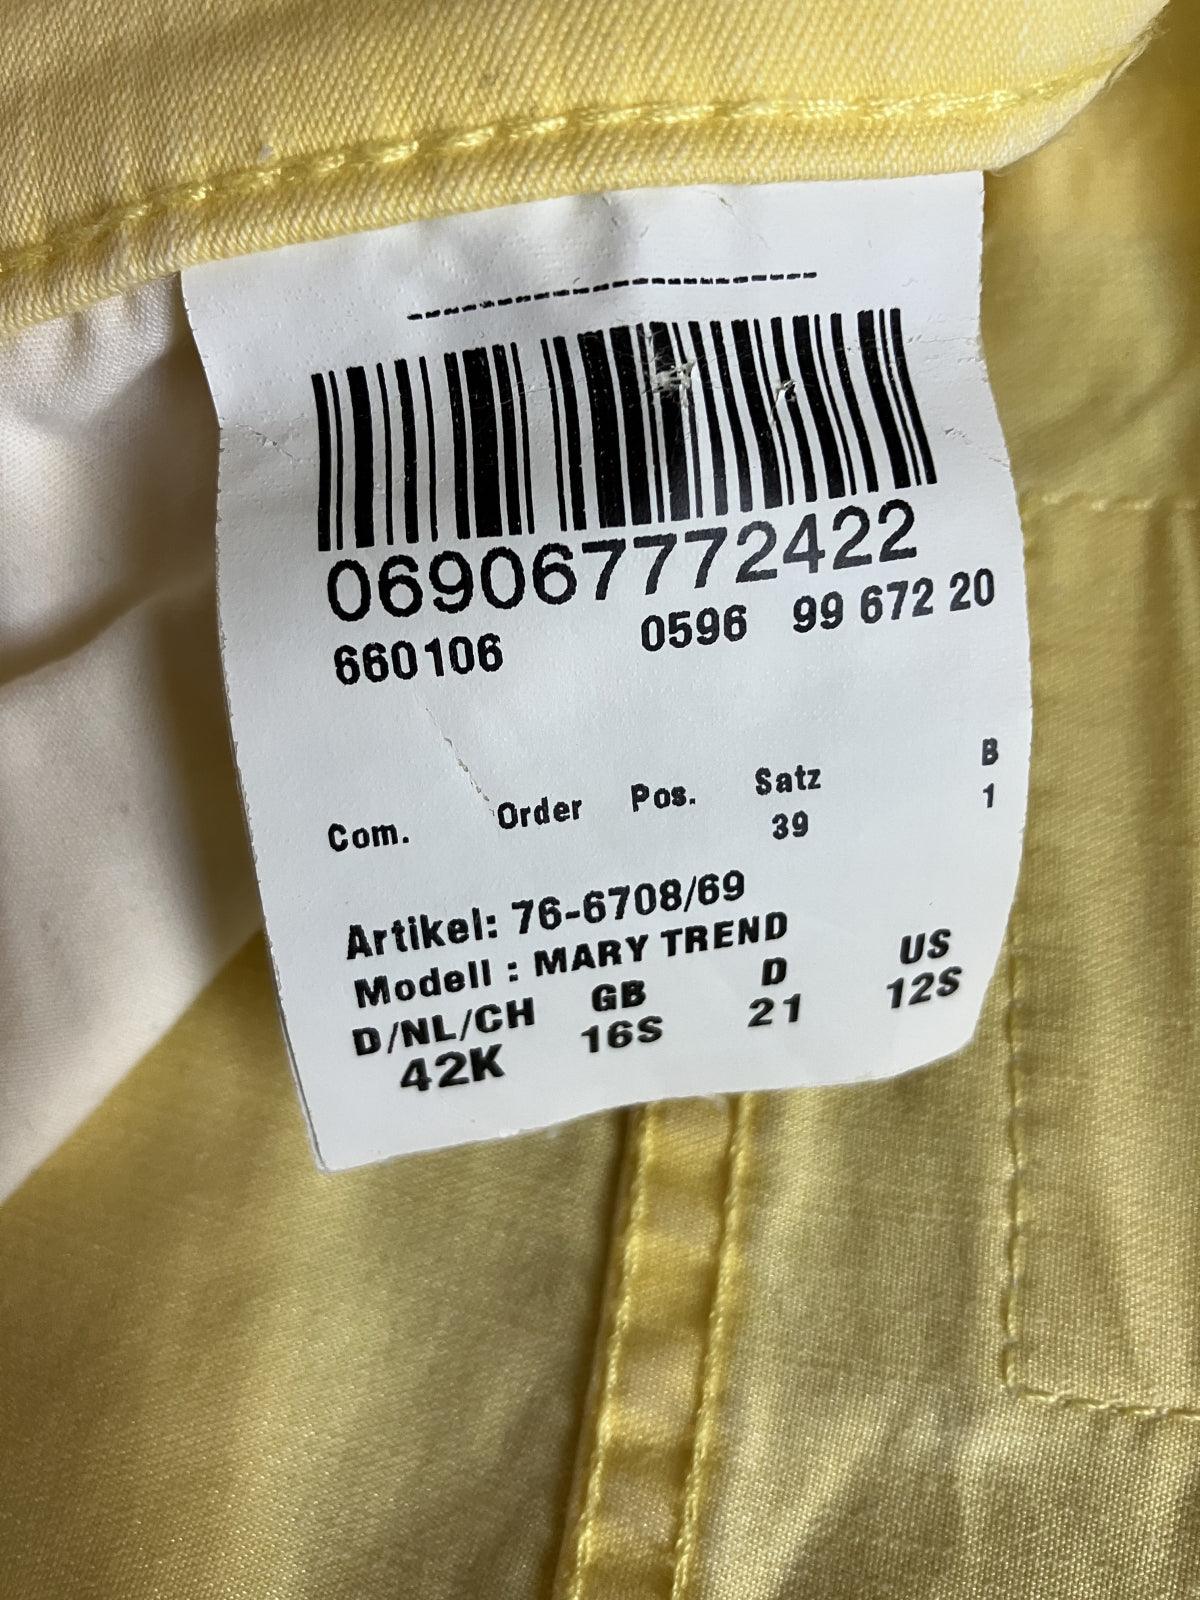 069067772422
660106 0596 99 672 20
Com. Order Pos. Satz B
39 1
Artikel: 76-6708/69
Modell : MARY TREND
D/NL/CH GB D US
42K 16S 21 12S